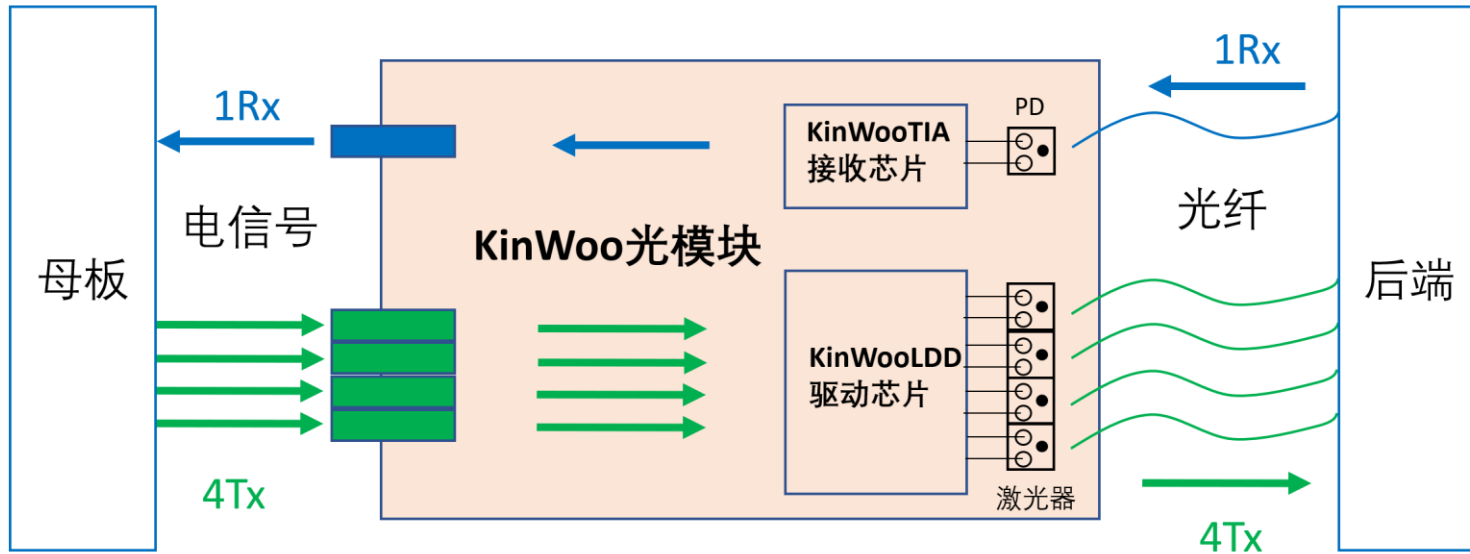 1Rx
1Rx
PD
KinWooTIA
接收芯片
电信号
光纤
KinWoo光模块
母板
后端
KinWooLDD
驱动芯片
4Tx
激光器
4Tx